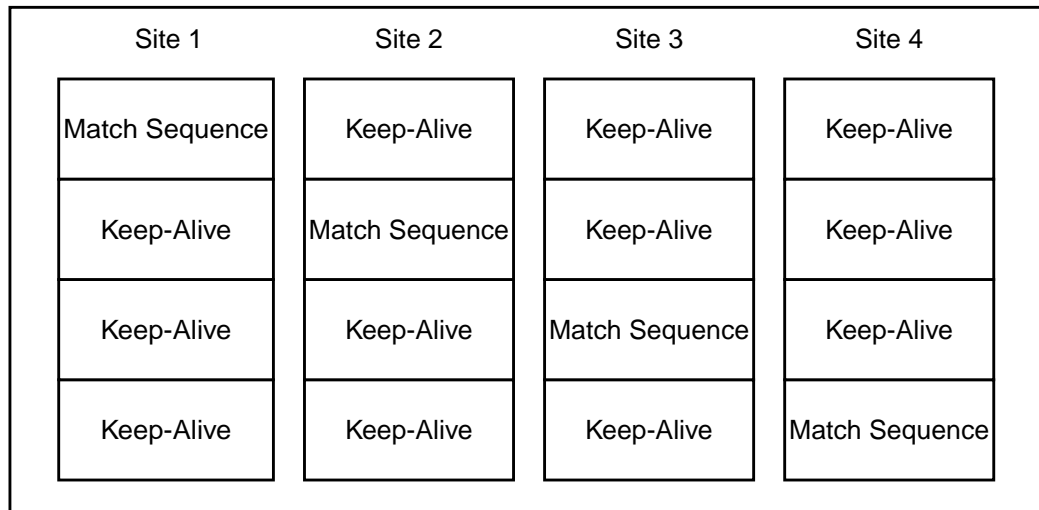 Site 1 Site 2 Site 3 Site 4
Match Sequence Keep-Alive Keep-Alive Keep-Alive
Keep-Alive Match Sequence Keep-Alive Keep-Alive
Keep-Alive Keep-Alive Match Sequence Keep-Alive
Keep-Alive Keep-Alive Keep-Alive Match Sequence